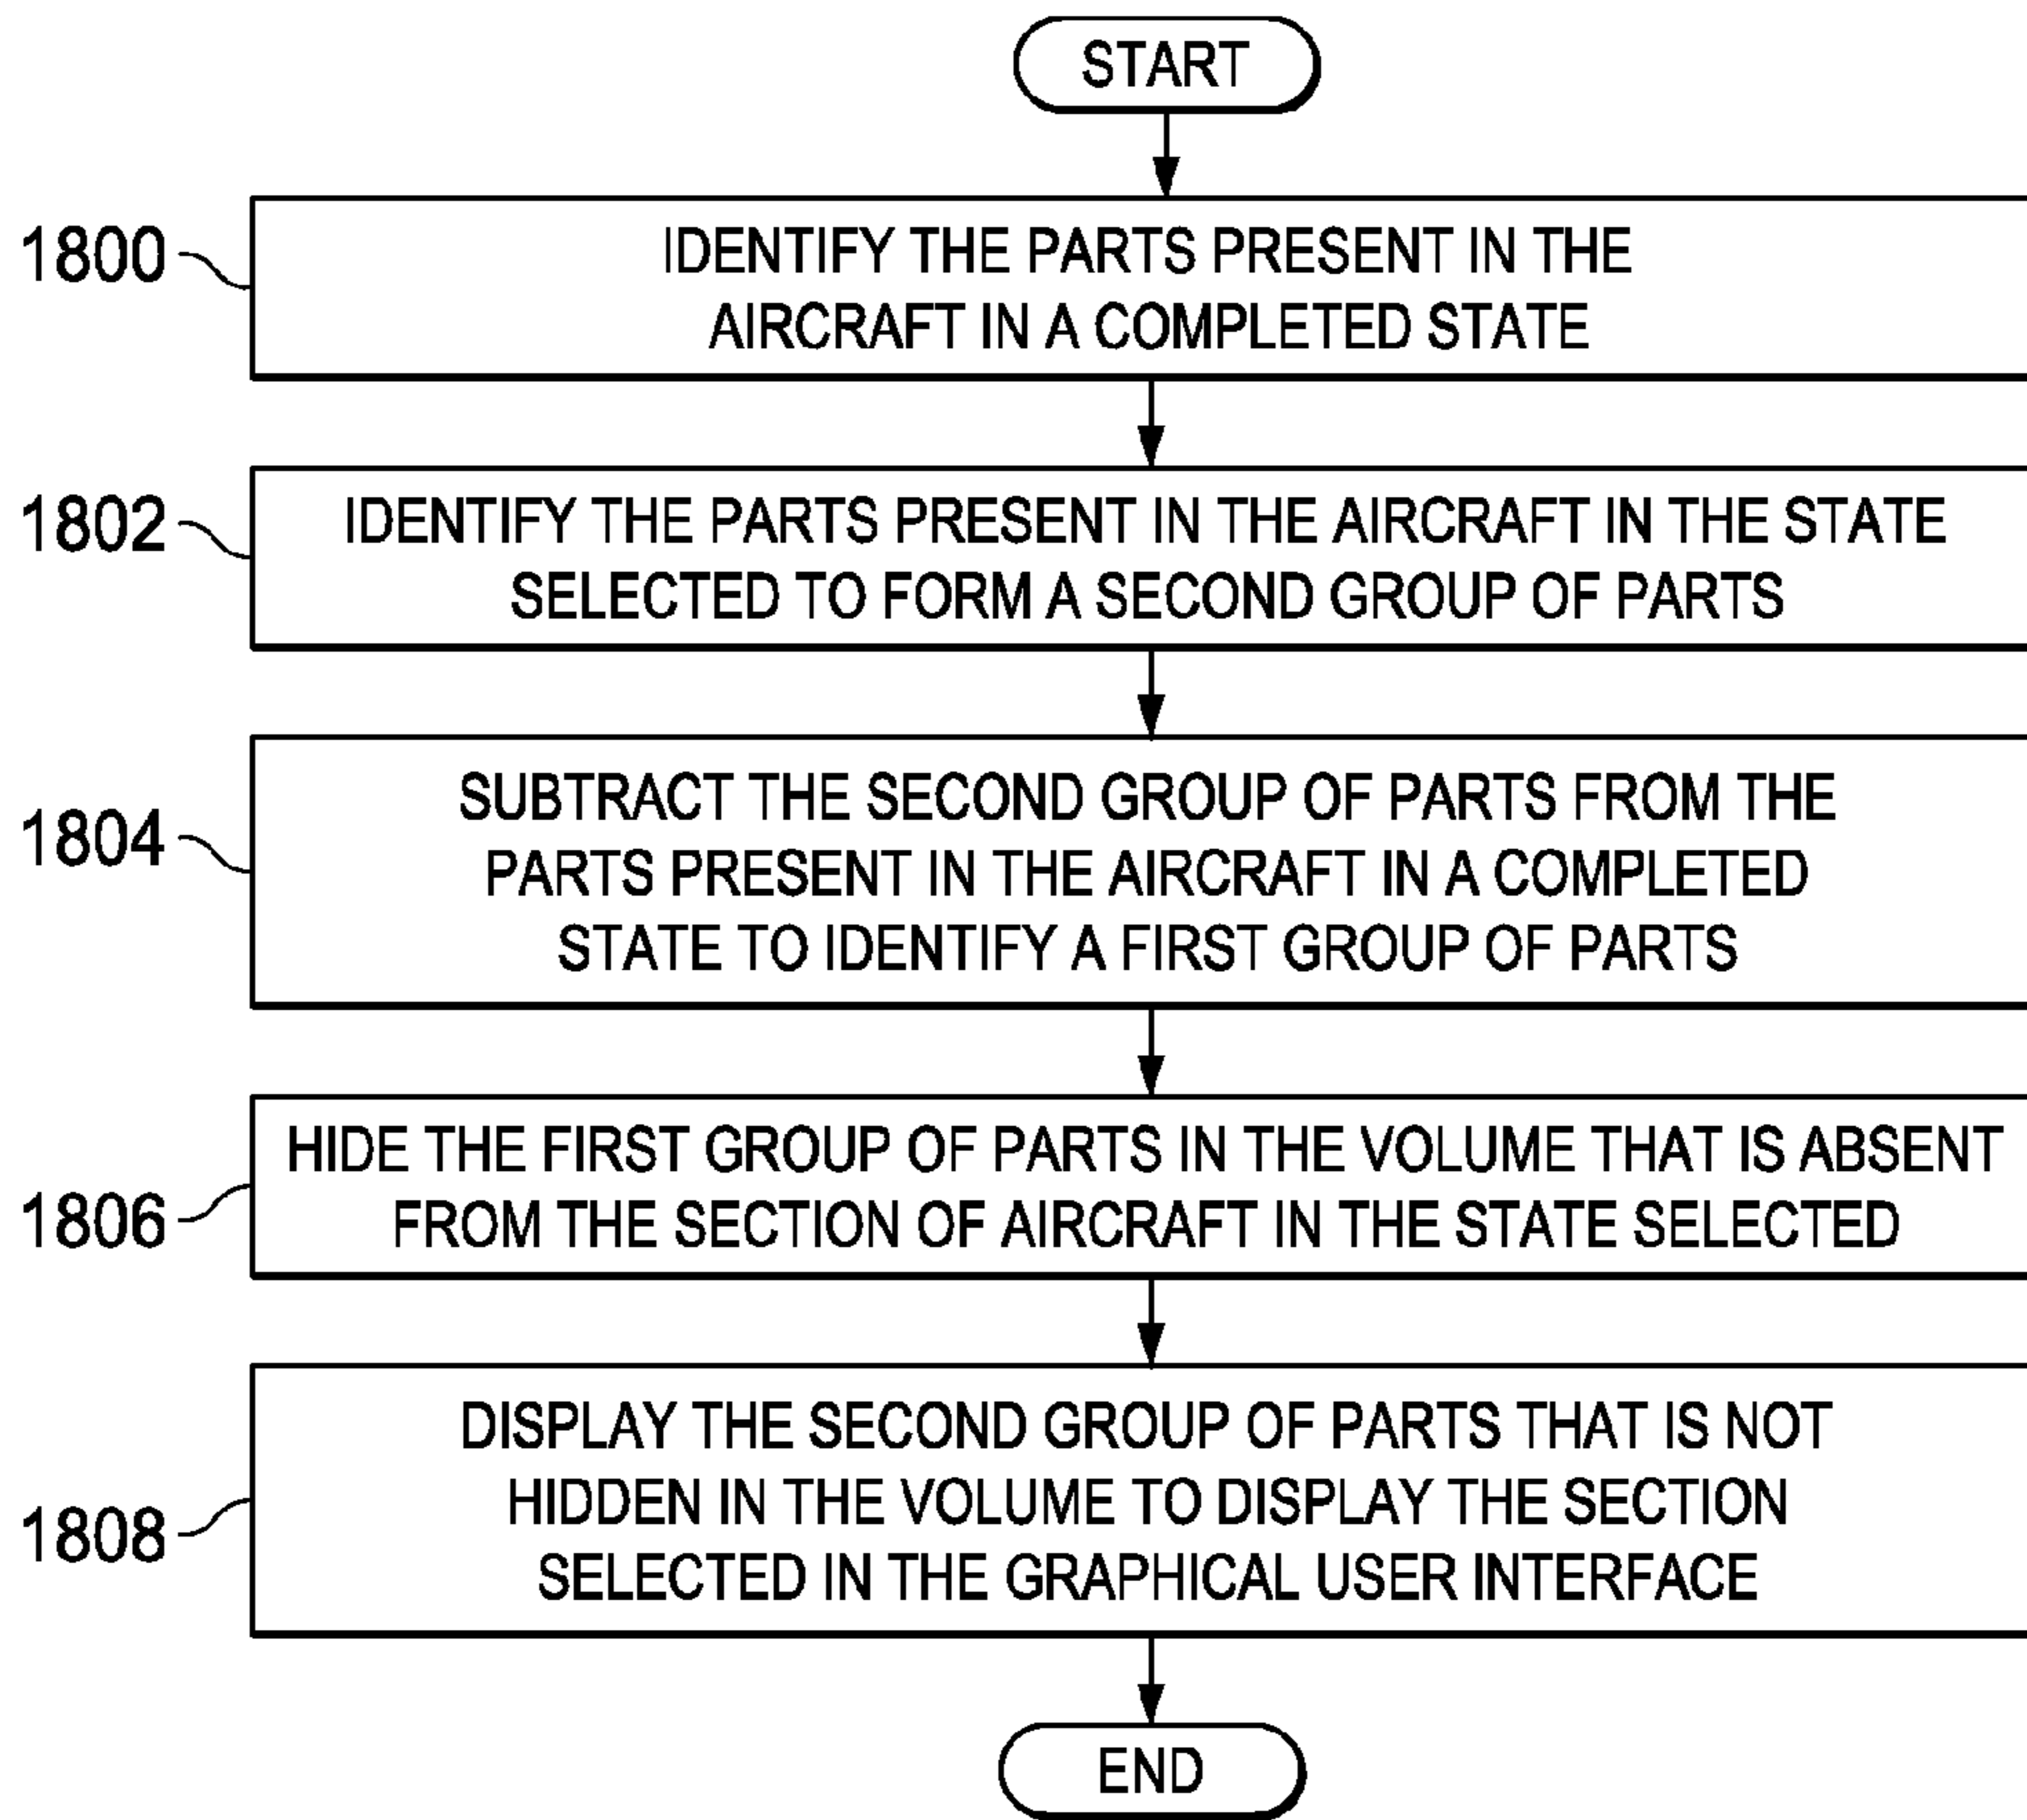 START
1800
IDENTIFY THE PARTS PRESENT IN THE
AIRCRAFT IN A COMPLETED STATE
1802
IDENTIFY THE PARTS PRESENT IN THE AIRCRAFT IN THE STATE
SELECTED TO FORM A SECOND GROUP OF PARTS
1804
SUBTRACT THE SECOND GROUP OF PARTS FROM THE
PARTS PRESENT IN THE AIRCRAFT IN A COMPLETED
STATE TO IDENTIFY A FIRST GROUP OF PARTS
1806
HIDE THE FIRST GROUP OF PARTS IN THE VOLUME THAT IS ABSENT
FROM THE SECTION OF AIRCRAFT IN THE STATE SELECTED
1808
DISPLAY THE SECOND GROUP OF PARTS THAT IS NOT
HIDDEN IN THE VOLUME TO DISPLAY THE SECTION
SELECTED IN THE GRAPHICAL USER INTERFACE
END